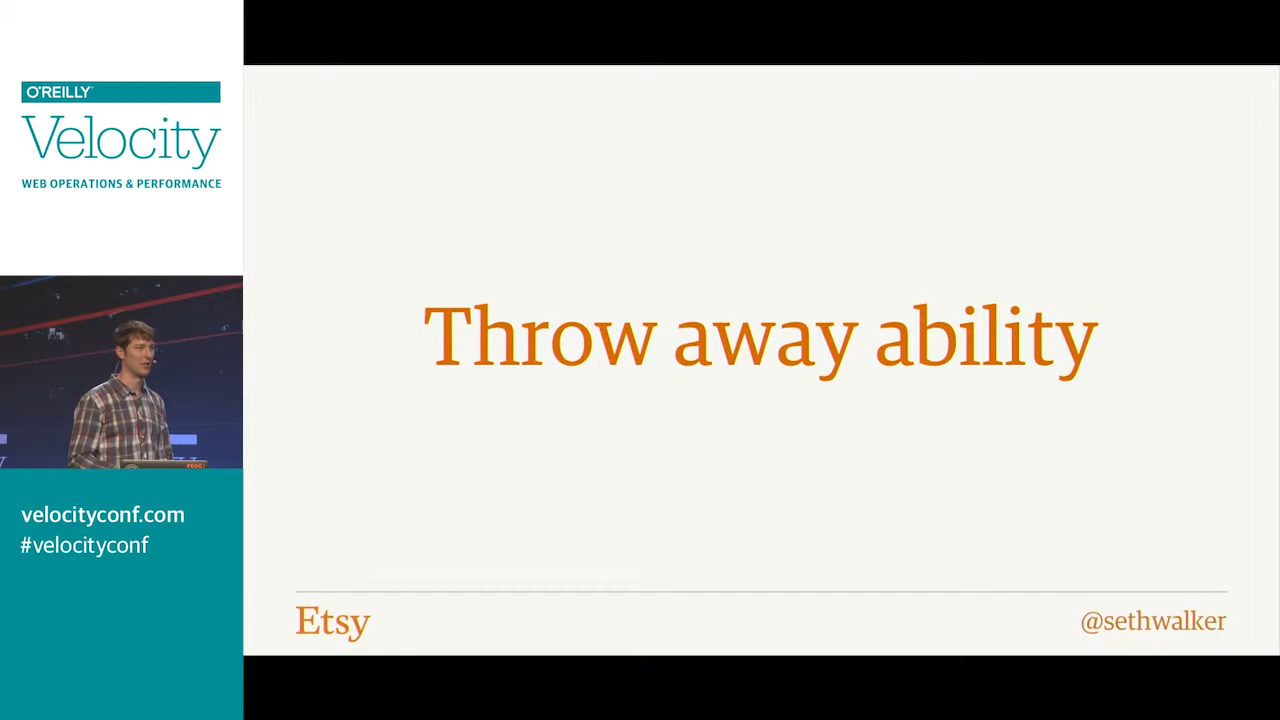 O'REILLY
Velocity
WEB OPERATIONS & PERFORMANCE
velocityconf.com
#velocityconf
Throw away ability
Etsy
@sethwalker